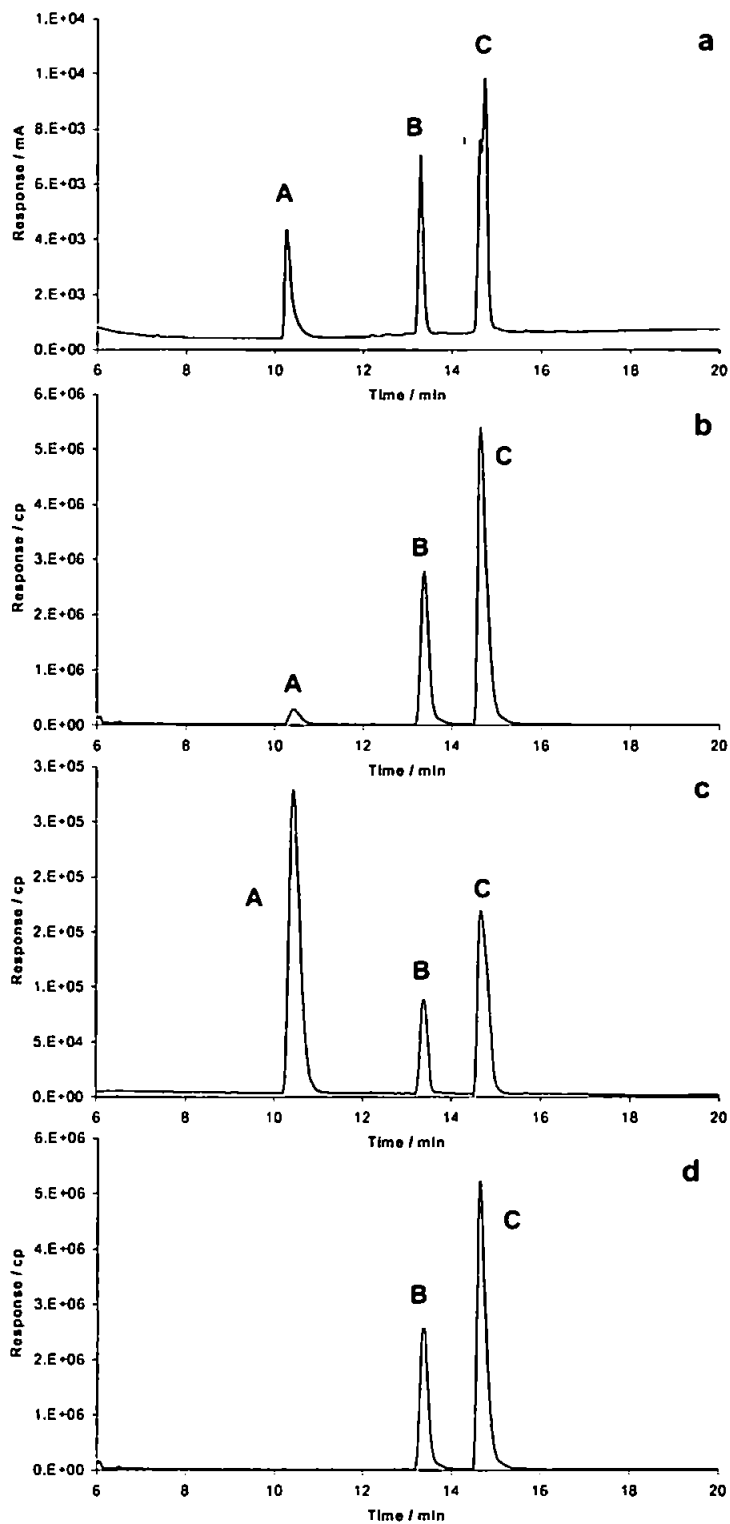 a
1.E+04
1.E+04
8.E+03
6.E+03
4.E+03
2.E+03
0.E+00
Response / mA
A
B
C
6 8 10 12 14 16 18 20
Time / min
b
6.E+06
5.E+06
4.E+06
3.E+06
2.E+06
1.E+06
0.E+00
Response / cp
A
B
C
6 8 10 12 14 16 18 20
Time / min
c
3.E+05
3.E+05
2.E+05
2.E+05
1.E+05
5.E+04
0.E+00
Response / cp
A
B
C
6 8 10 12 14 16 18 20
Time / min
d
6.E+06
5.E+06
4.E+06
3.E+06
2.E+06
1.E+06
0.E+00
Response / cp
B
C
6 8 10 12 14 16 18 20
Time / min